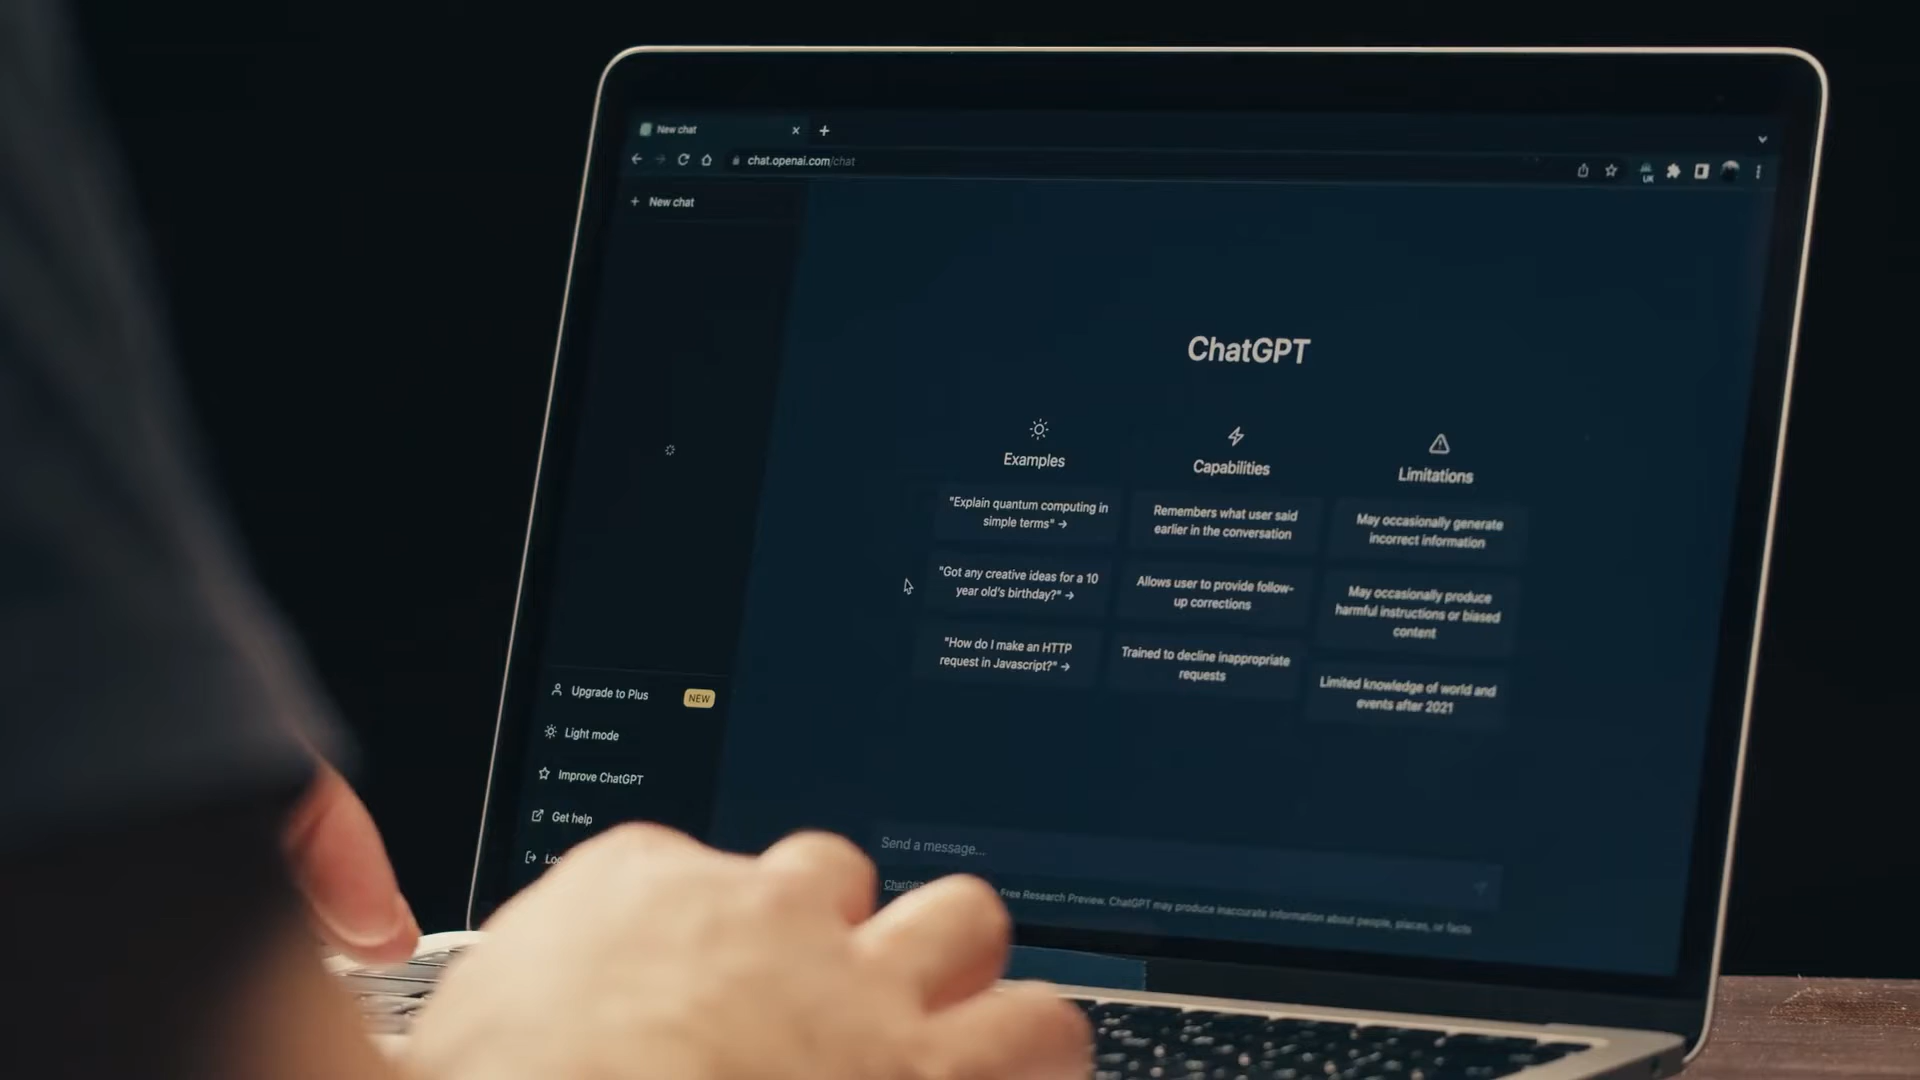 New chat
chat.openai.com/chat
UK
+ New chat
ChatGPT
Examples
"Explain quantum computing in
simple terms" →
"Got any creative ideas for a 10
year old's birthday?" →
"How do I make an HTTP
request in Javascript?" →
Capabilities
Remembers what user said
earlier in the conversation
Allows user to provide follow-
up corrections
Trained to decline inappropriate
requests
Limitations
May occasionally generate
incorrect information
May occasionally produce
harmful instructions or biased
content
Limited knowledge of world and
events after 2021
Upgrade to Plus NEW
Light mode
Improve ChatGPT
Get help
Send a message...
Free Research Preview. ChatGPT may produce inaccurate information about people, places, or facts